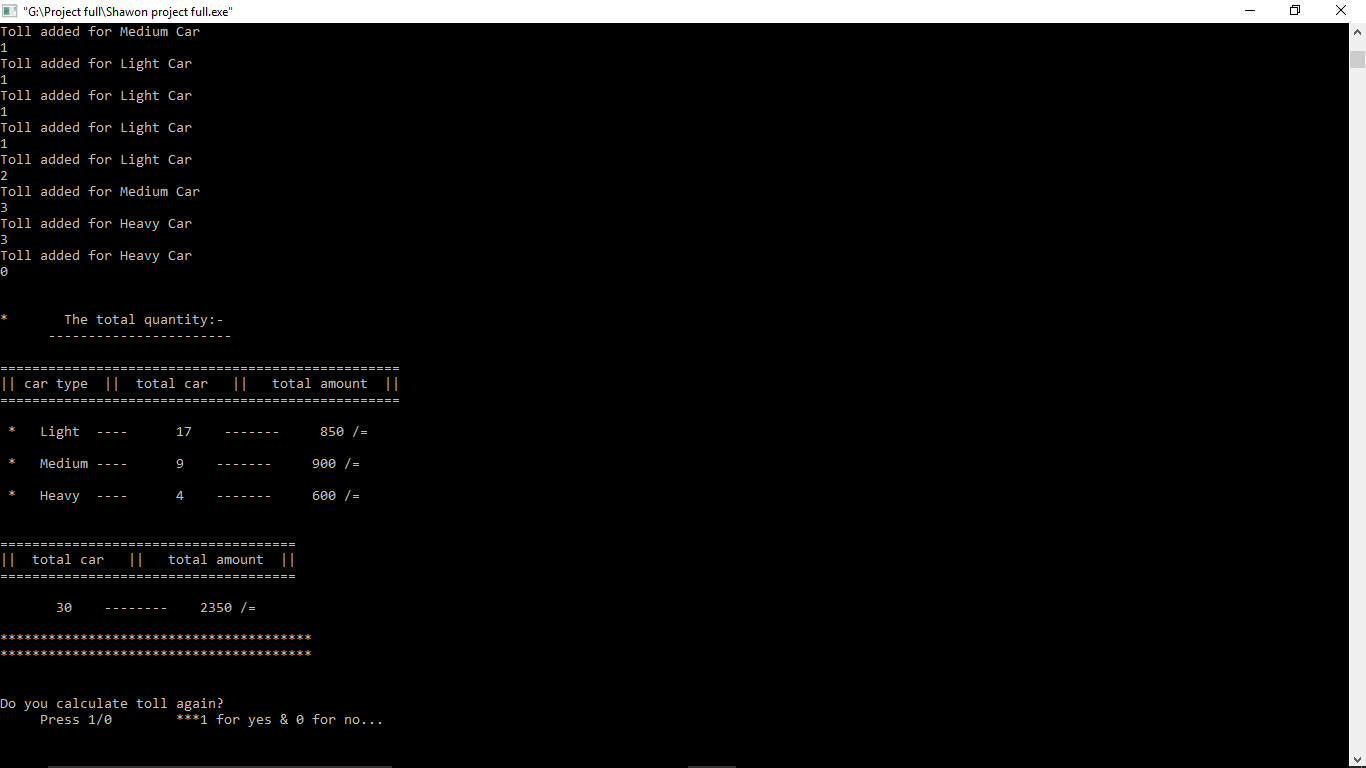 "G:\Project full\Shawon project full.exe"
Toll added for Medium Car
1
Toll added for Light Car
1
Toll added for Light Car
1
Toll added for Light Car
1
Toll added for Light Car
2
Toll added for Medium Car
3
Toll added for Heavy Car
3
Toll added for Heavy Car
0
*       The total quantity:-
      -----------------------
==================================================
|| car type  ||  total car   ||   total amount  ||
==================================================
 *   Light  ----      17    -------     850 /=
 *   Medium ----      9    -------     900 /=
 *   Heavy  ----      4    -------     600 /=
=====================================
||  total car   ||   total amount  ||
=====================================
       30    --------    2350 /=
***************************************
***************************************
Do you calculate toll again?
     Press 1/0        ***1 for yes & 0 for no...